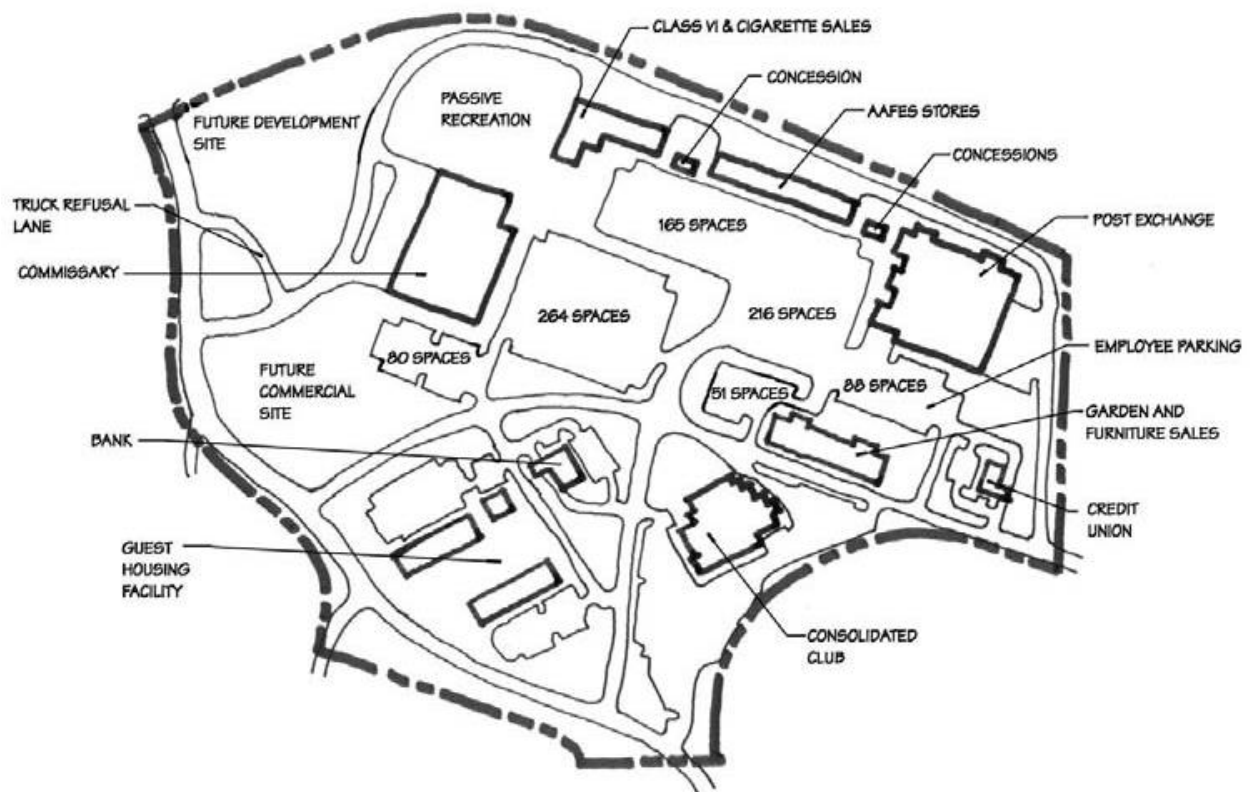 CLASS VI & CIGARETTE SALES
CONCESSION
PASSIVE
RECREATION
AAFES STORES
FUTURE DEVELOPMENT
SITE
CONCESSIONS
TRUCK REFUSAL
LANE
165 SPACES
POST EXCHANGE
COMMISSARY
264 SPACES
216 SPACES
EMPLOYEE PARKING
80 SPACES
FUTURE
COMMERCIAL
SITE
51 SPACES
88 SPACES
GARDEN AND
FURNITURE SALES
BANK
CREDIT
UNION
GUEST
HOUSING
FACILITY
CONSOLIDATED
CLUB